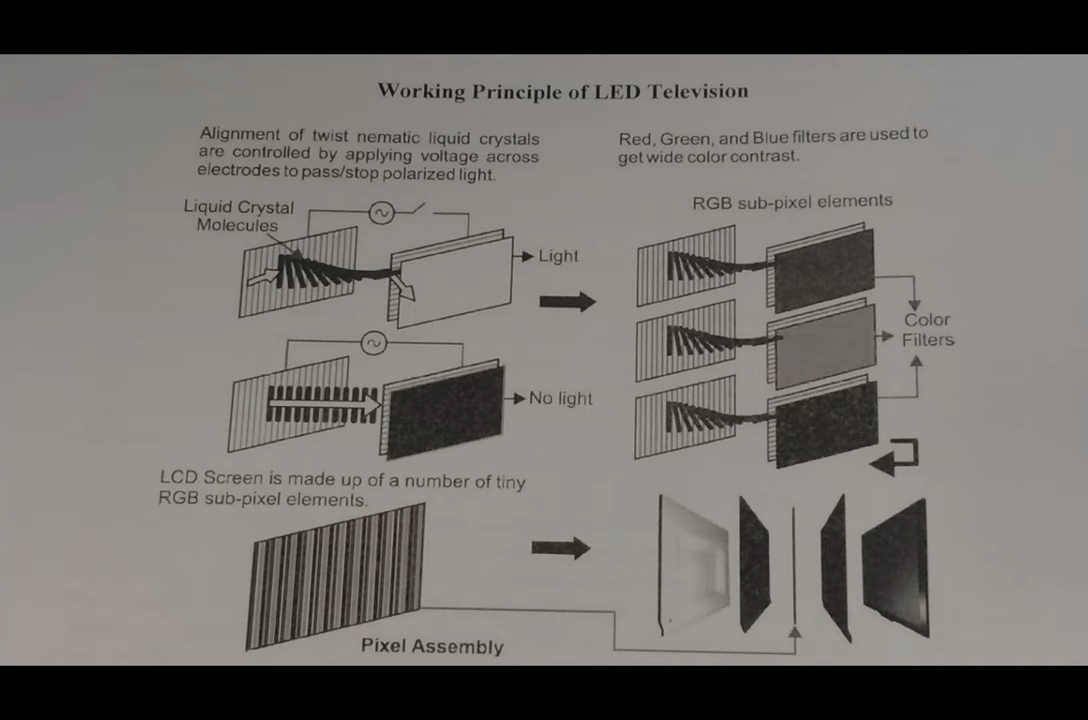 Working Principle of LED Television
Alignment of twist nematic liquid crystals
are controlled by applying voltage across
electrodes to pass/stop polarized light.
Liquid Crystal
Molecules
Light
No light
Red, Green, and Blue filters are used to
get wide color contrast.
RGB sub-pixel elements
Color
Filters
LCD Screen is made up of a number of tiny
RGB sub-pixel elements.
Pixel Assembly